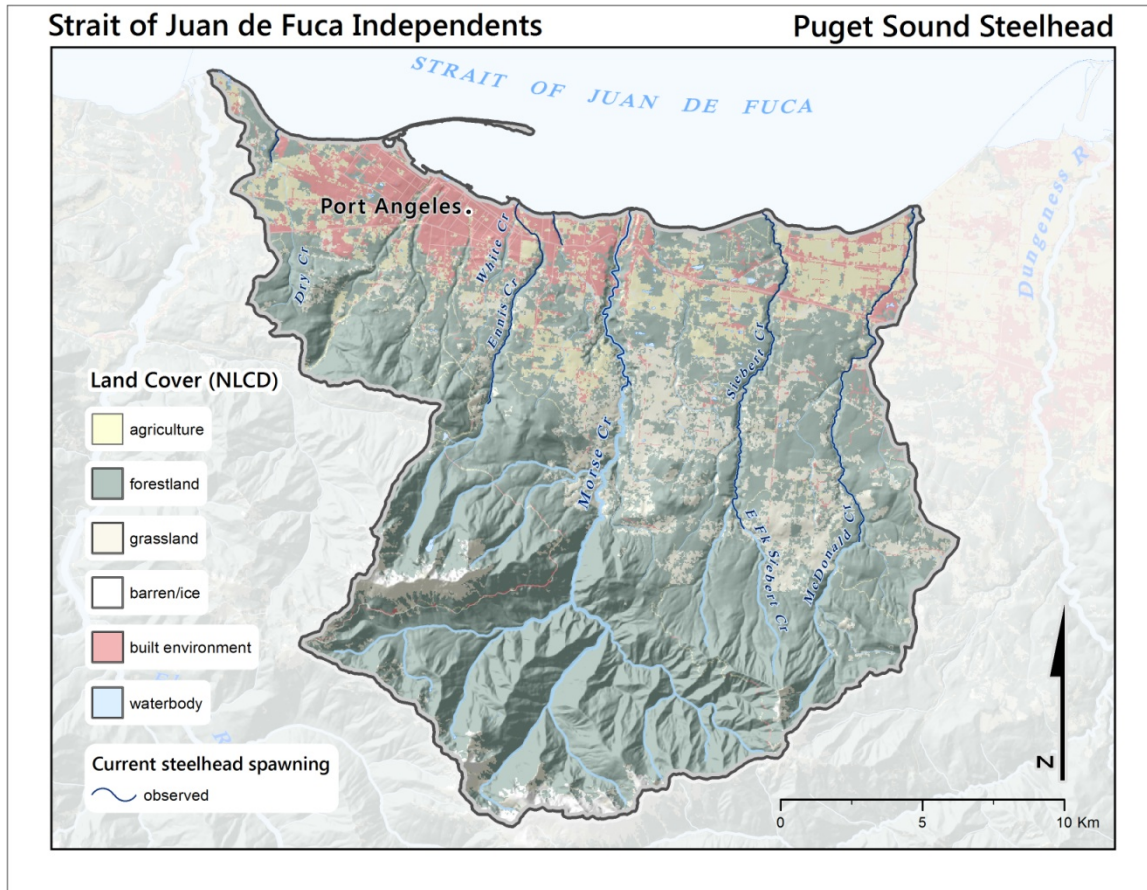 Strait of Juan de Fuca Independents
Puget Sound Steelhead
STRAIT OF JUAN DE FUCA
Dungeness R
Port Angeles
White Cr
Dry Cr
Ennis Cr
Siebert Cr
Morse Cr
E Fk Siebert Cr
McDonald Cr
Land Cover (NLCD)
agriculture
forestland
grassland
barren/ice
built environment
waterbody
Current steelhead spawning
observed
N
0 5 10 Km